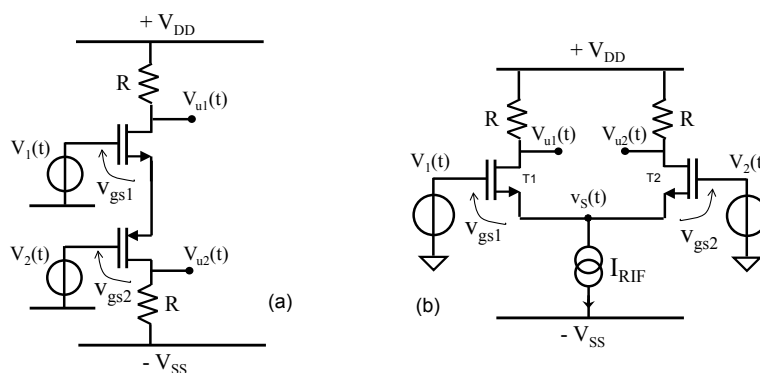 + V_DD
R
V_u1(t)
V_1(t)
v_gs1
V_2(t)
V_u2(t)
v_gs2
R
(a)
- V_SS
+ V_DD
R
R
V_u1(t)
V_u2(t)
V_1(t)
V_2(t)
T1
T2
v_S(t)
v_gs1
v_gs2
I_RIF
(b)
- V_SS